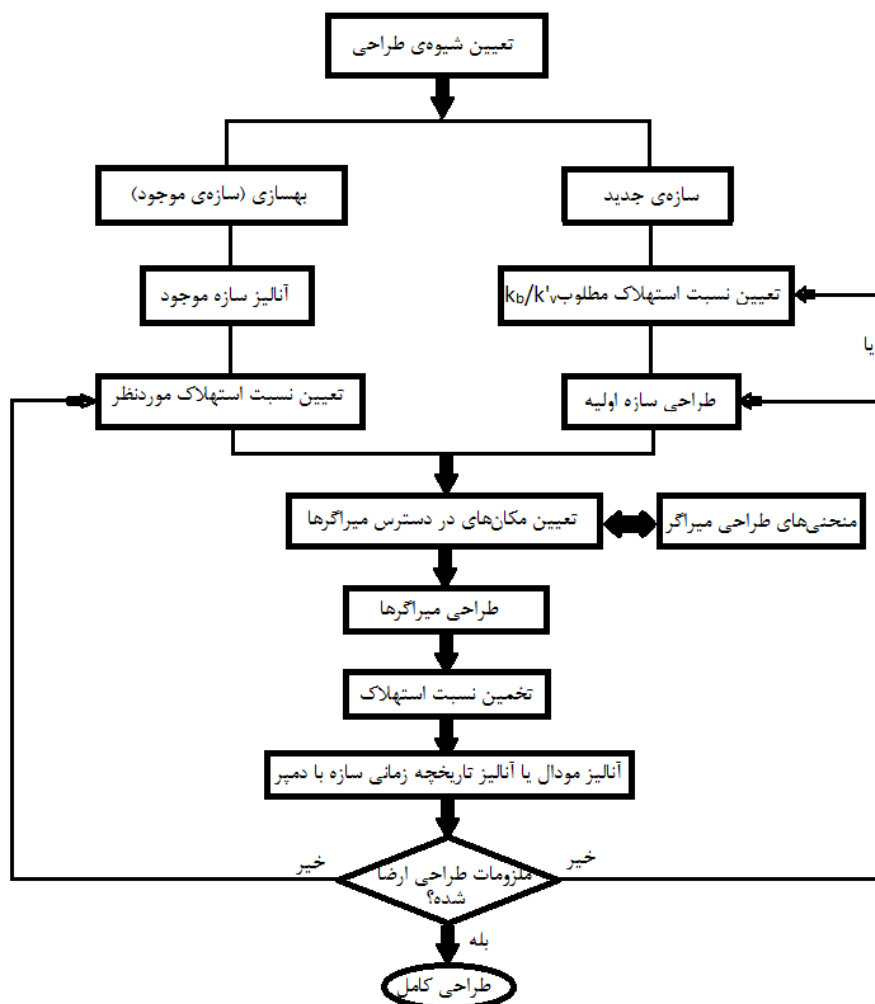 تعیین شیوه‌ی طراحی
بهسازی (سازه‌ی موجود)
سازه‌ی جدید
آنالیز سازه موجود
تعیین نسبت استهلاک مطلوب kb/k'v
یا
تعیین نسبت استهلاک موردنظر
طراحی سازه اولیه
تعیین مکان‌های در دسترس میراگرها
منحنی‌های طراحی میراگر
طراحی میراگرها
تخمین نسبت استهلاک
آنالیز مودال یا آنالیز تاریخچه زمانی سازه با دمپر
خیر
خیر
ملزومات طراحی ارضا
شده؟
بله
طراحی کامل